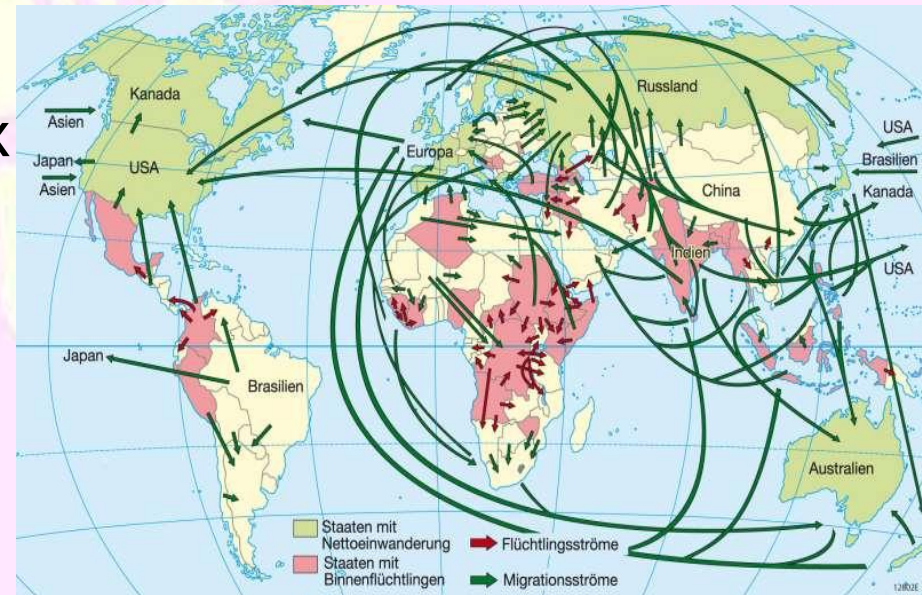 x
Kanada
Russland
Asien
USA
Japan
USA
Europa
Brasilien
Asien
China
Kanada
Indien
USA
Japan
Brasilien
Australien
Staaten mit
Nettoeinwanderung
Flüchtlingsströme
Staaten mit
Binnenflüchtlingen
Migrationsströme